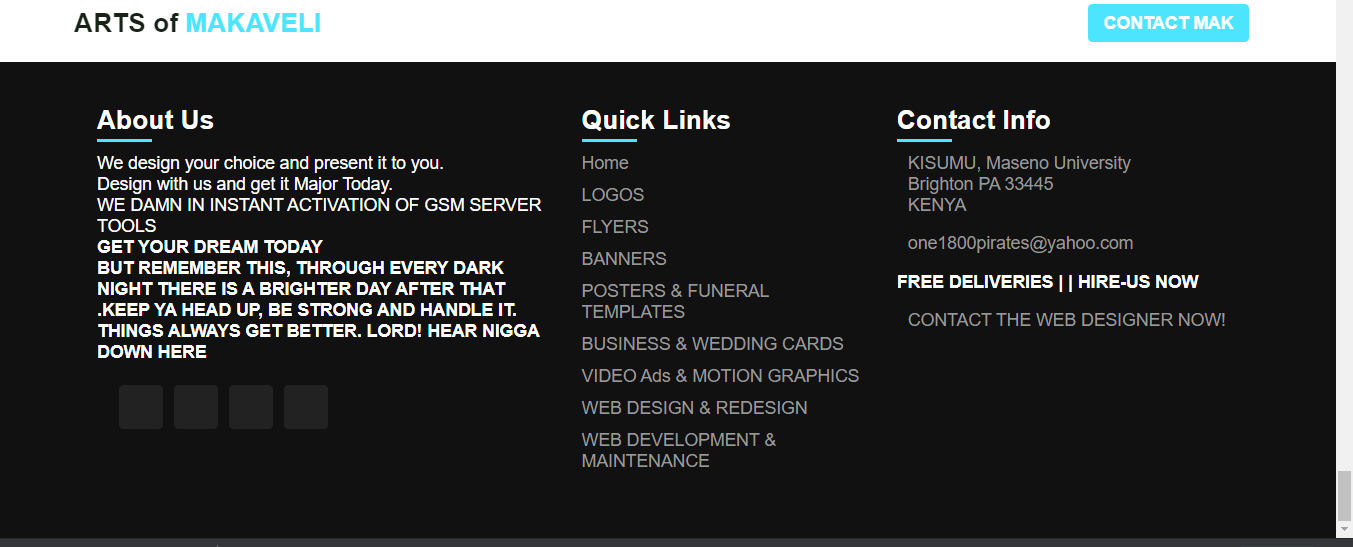 ARTS of MAKAVELI
CONTACT MAK
About Us
We design your choice and present it to you.
Design with us and get it Major Today.
WE DAMN IN INSTANT ACTIVATION OF GSM SERVER
TOOLS
GET YOUR DREAM TODAY
BUT REMEMBER THIS, THROUGH EVERY DARK
NIGHT THERE IS A BRIGHTER DAY AFTER THAT
.KEEP YA HEAD UP, BE STRONG AND HANDLE IT.
THINGS ALWAYS GET BETTER. LORD! HEAR NIGGA
DOWN HERE
Quick Links
Home
LOGOS
FLYERS
BANNERS
POSTERS & FUNERAL
TEMPLATES
BUSINESS & WEDDING CARDS
VIDEO Ads & MOTION GRAPHICS
WEB DESIGN & REDESIGN
WEB DEVELOPMENT &
MAINTENANCE
Contact Info
KISUMU, Maseno University
Brighton PA 33445
KENYA
one1800pirates@yahoo.com
FREE DELIVERIES | | HIRE-US NOW
CONTACT THE WEB DESIGNER NOW!